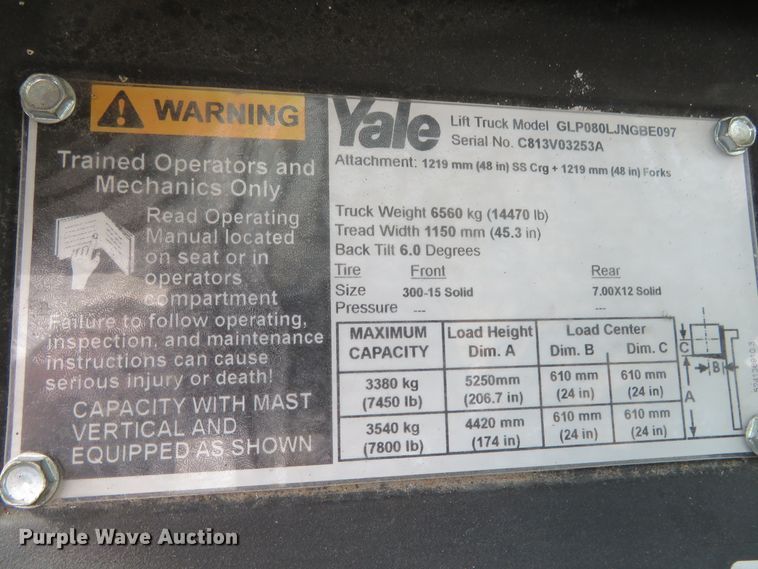 WARNING
Trained Operators and
Mechanics Only
Read Operating
Manual located
on seat or in
operators
compartment
Failure to follow operating,
inspection, and maintenance
instructions can cause
serious injury or death!
CAPACITY WITH MAST
VERTICAL AND
EQUIPPED AS SHOWN
Yale
Lift Truck Model GLP080LJNGBE097
Serial No. C813V03253A
Attachment: 1219 mm (48 in) SS Crg + 1219 mm (48 in) Forks
Truck Weight 6560 kg (14470 lb)
Tread Width 1150 mm (45.3 in)
Back Tilt 6.0 Degrees
Tire Front Rear
Size 300-15 Solid 7.00X12 Solid
Pressure --- ---
MAXIMUM CAPACITY Load Height Dim. A Load Center Dim. B Dim. C
3380 kg 5250mm 610 mm 610 mm
(7450 lb) (206.7 in) (24 in) (24 in)
3540 kg 4420 mm 610 mm 610 mm
(7800 lb) (174 in) (24 in) (24 in)
C
B
A
Purple Wave Auction